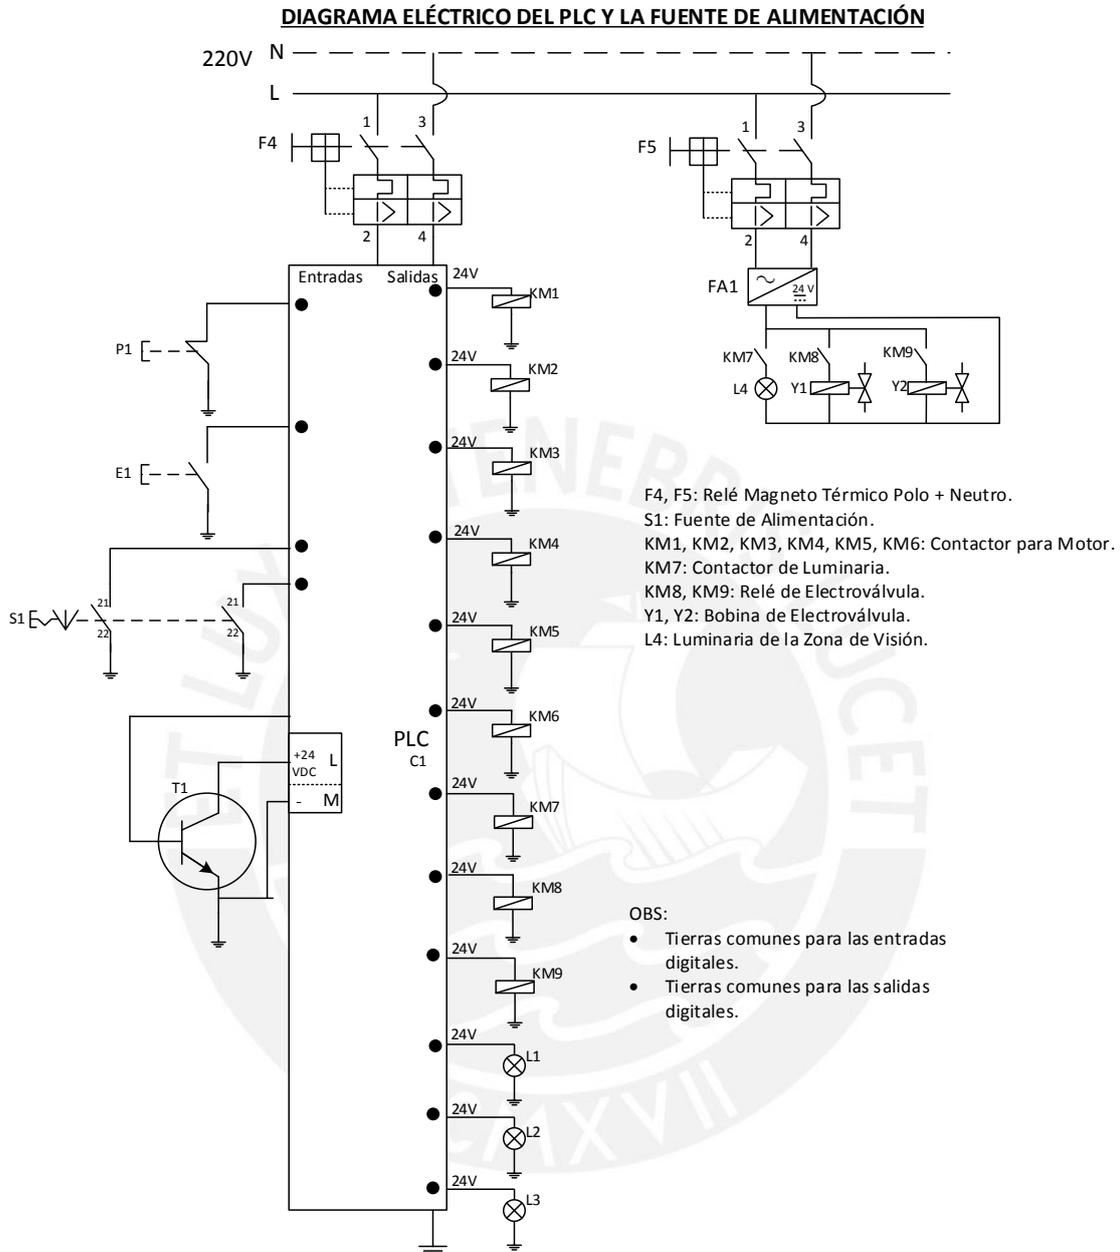 DIAGRAMA ELÉCTRICO DEL PLC Y LA FUENTE DE ALIMENTACIÓN
220V N
L
F4
1
3
2
4
F5
1
3
2
4
Entradas
Salidas
24V
KM1
24V
KM2
24V
KM3
24V
KM4
24V
KM5
24V
KM6
24V
KM7
24V
KM8
24V
KM9
24V
L1
24V
L2
24V
L3
P1
E1
S1
21
22
21
22
PLC
C1
+24
VDC
L
-
M
T1
FA1
24 V
KM7
KM8
KM9
L4
Y1
Y2
F4, F5: Relé Magneto Térmico Polo + Neutro.
S1: Fuente de Alimentación.
KM1, KM2, KM3, KM4, KM5, KM6: Contactor para Motor.
KM7: Contactor de Luminaria.
KM8, KM9: Relé de Electroválvula.
Y1, Y2: Bobina de Electroválvula.
L4: Luminaria de la Zona de Visión.
OBS:
• Tierras comunes para las entradas
digitales.
• Tierras comunes para las salidas
digitales.